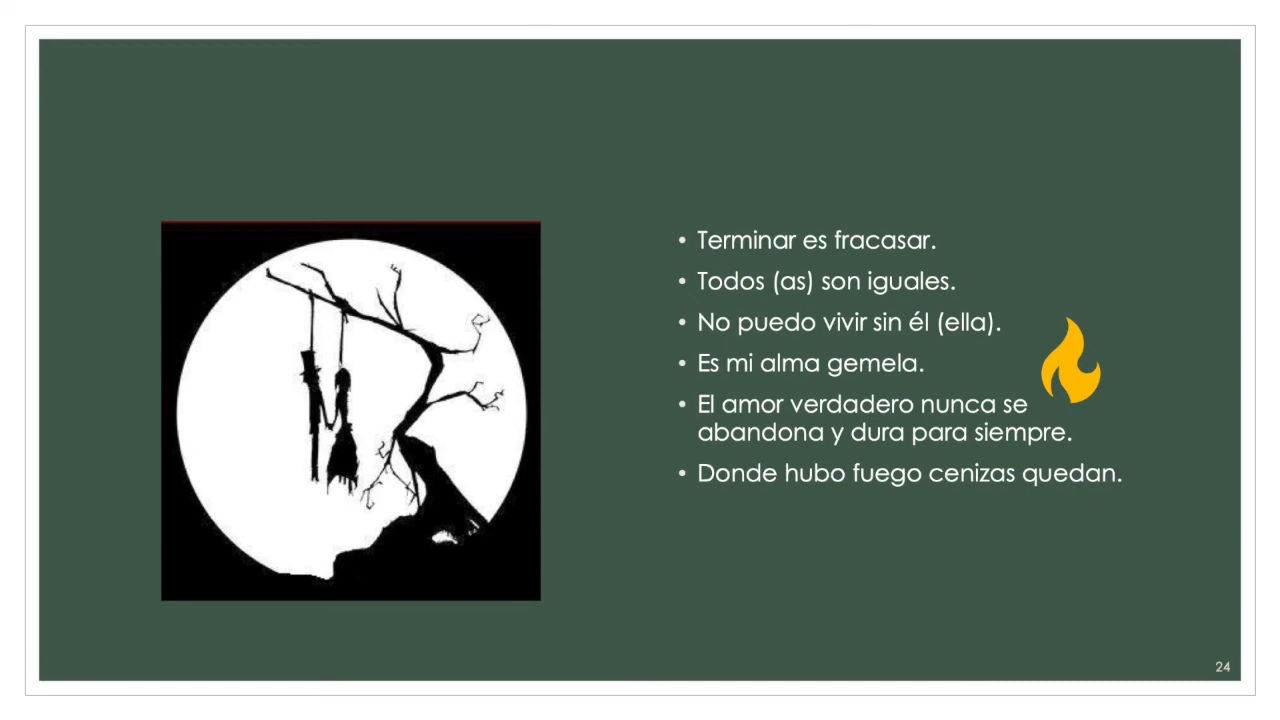 • Terminar es fracasar.
• Todos (as) son iguales.
• No puedo vivir sin él (ella).
• Es mi alma gemela.
• El amor verdadero nunca se
abandona y dura para siempre.
• Donde hubo fuego cenizas quedan.
24